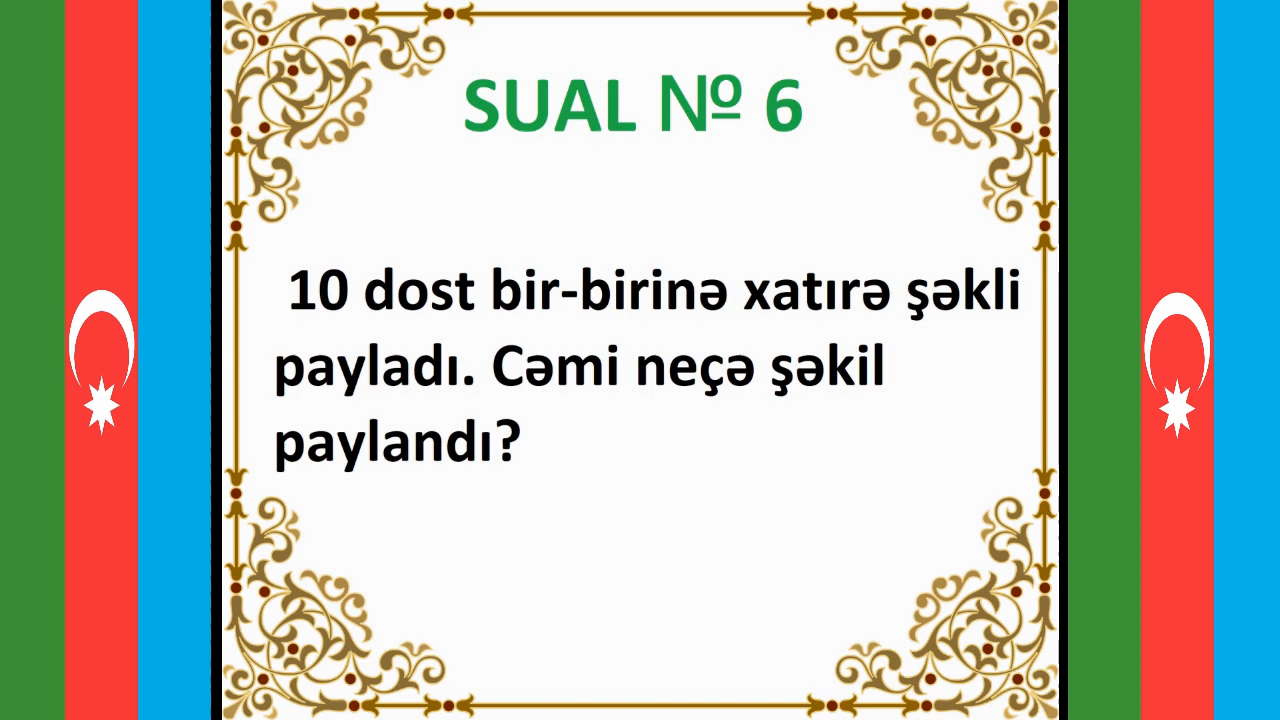 SUAL № 6
10 dost bir-birinə xatırə şəkli
payladı. Cəmi neçə şəkil
paylandı?